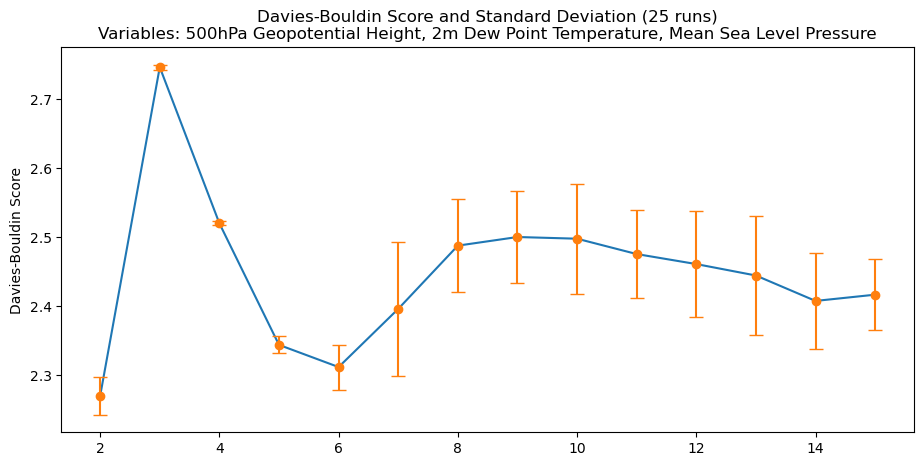 Davies-Bouldin Score and Standard Deviation (25 runs)
Variables: 500hPa Geopotential Height, 2m Dew Point Temperature, Mean Sea Level Pressure
Davies-Bouldin Score
2.7
2.6
2.5
2.4
2.3
2 4 6 8 10 12 14